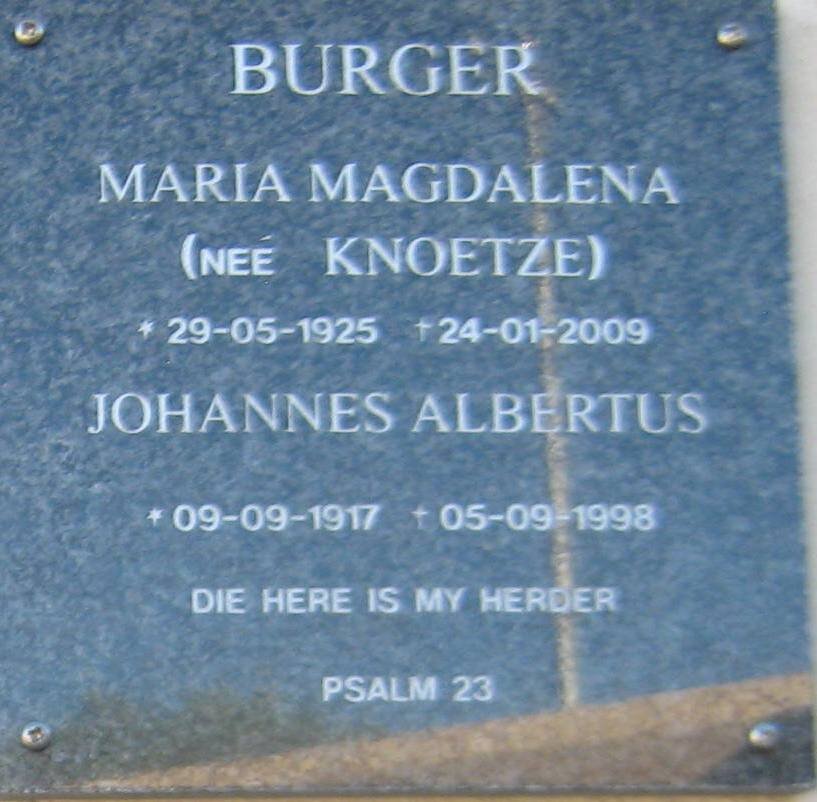 BURGER
MARIA MAGDALENA
(NEÉ KNOETZE)
* 29-05-1925 † 24-01-2009
JOHANNES ALBERTUS
* 09-09-1917 † 05-09-1998
DIE HERE IS MY HERDER
PSALM 23